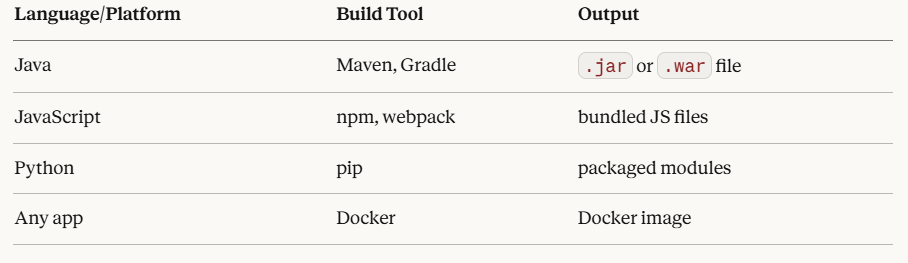 Language/Platform Build Tool Output
Java Maven, Gradle .jar or .war file
JavaScript npm, webpack bundled JS files
Python pip packaged modules
Any app Docker Docker image